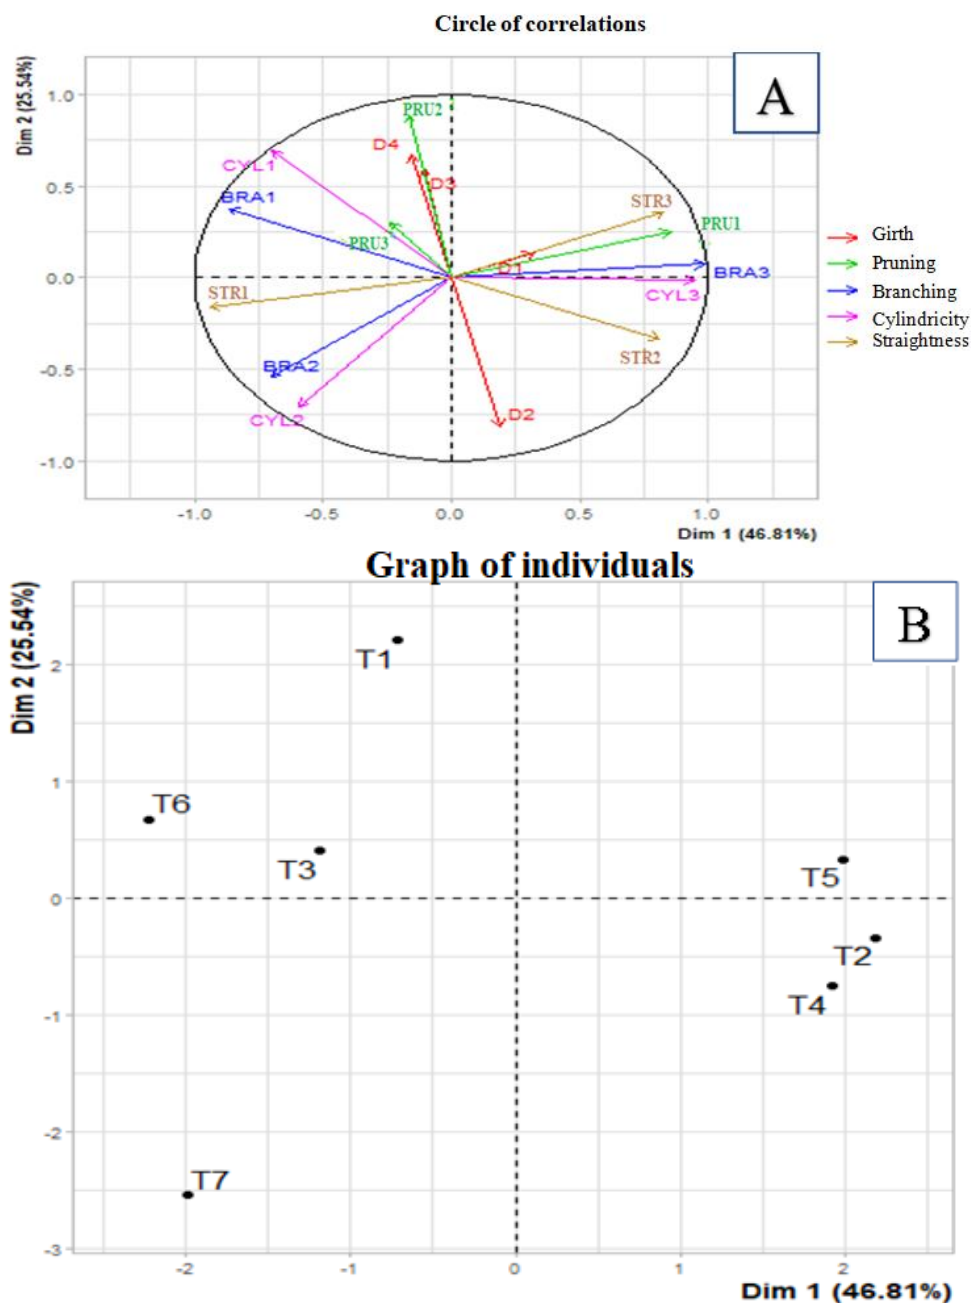 Circle of correlations
Dim 2 (25.54%)
A
1.0
0.5
0.0
-0.5
-1.0
PRU2
D4
CYL1
D3
BRA1
STR3
PRU1
PRU3
D1
BRA3
STR1
CYL3
STR2
BRA2
D2
CYL2
Girth
Pruning
Branching
Cylindricity
Straightness
-1.0 -0.5 0.0 0.5 1.0
Dim 1 (46.81%)
Graph of individuals
Dim 2 (25.54%)
B
2
1
0
-1
-2
-3
T1
T6
T3
T5
T2
T4
T7
-2 -1 0 1 2
Dim 1 (46.81%)